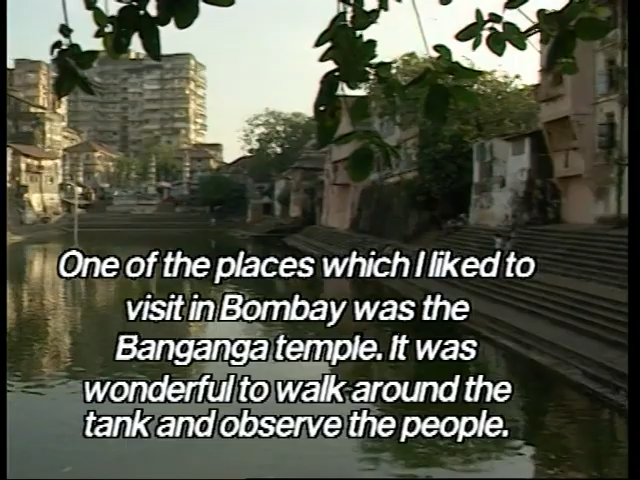 One of the places which I liked to
visit in Bombay was the
Banganga temple. It was
wonderful to walk around the
tank and observe the people.